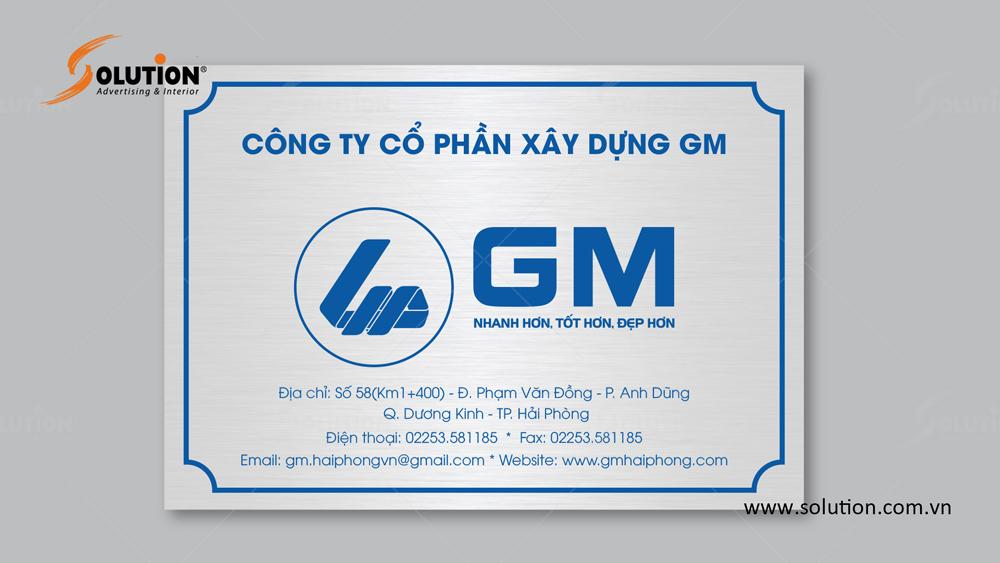 SOLUTION®
Advertising & Interior
CÔNG TY CỔ PHẦN XÂY DỰNG GM
GM
NHANH HƠN, TỐT HƠN, ĐẸP HƠN
Địa chỉ: Số 58(Km1+400) - Đ. Phạm Văn Đồng - P. Anh Dũng
Q. Dương Kinh - TP. Hải Phòng
Điện thoại: 02253.581185 * Fax: 02253.581185
Email: gm.haiphongvn@gmail.com * Website: www.gmhaiphong.com
www.solution.com.vn